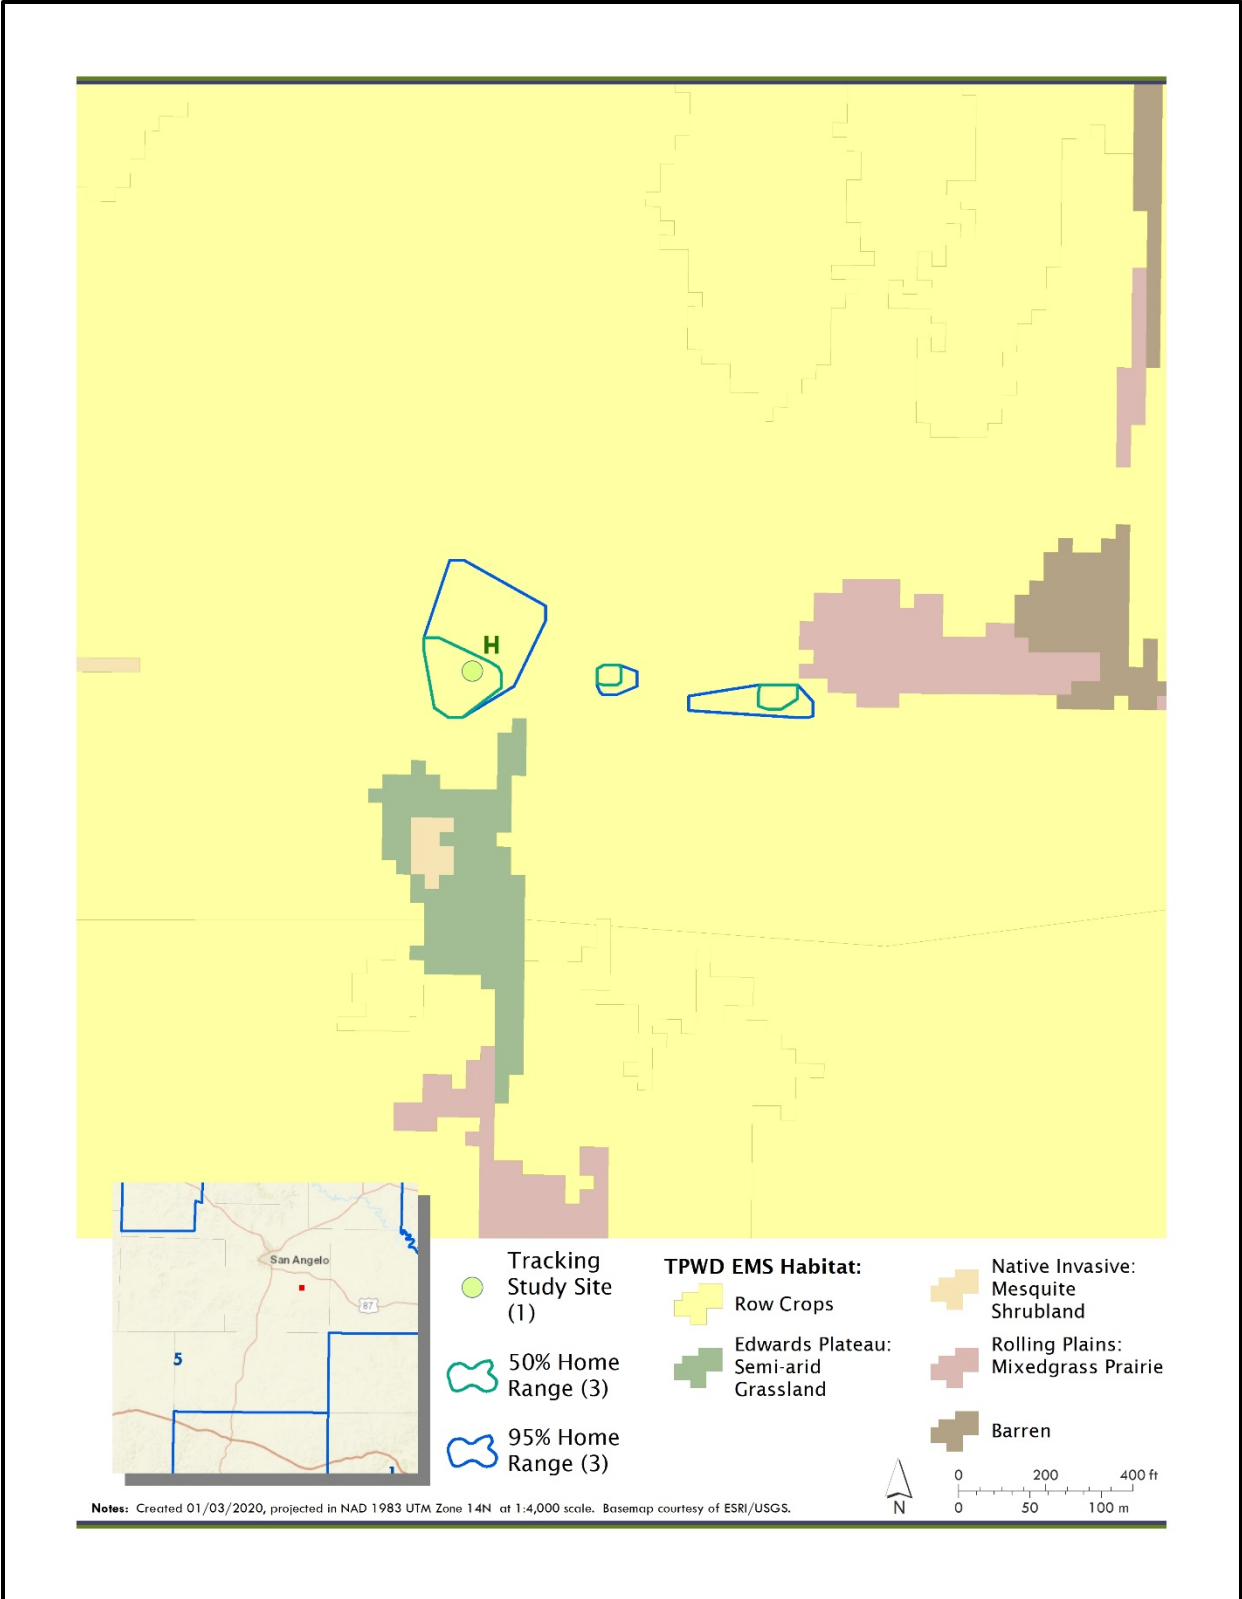 H
San Angelo
87
5
1
Tracking
Study Site
(1)
50% Home
Range (3)
95% Home
Range (3)
TPWD EMS Habitat:
Row Crops
Edwards Plateau:
Semi-arid
Grassland
Native Invasive:
Mesquite
Shrubland
Rolling Plains:
Mixedgrass Prairie
Barren
N
0 200 400 ft
0 50 100 m
Notes: Created 01/03/2020, projected in NAD 1983 UTM Zone 14N at 1:4,000 scale. Basemap courtesy of ESRI/USGS.